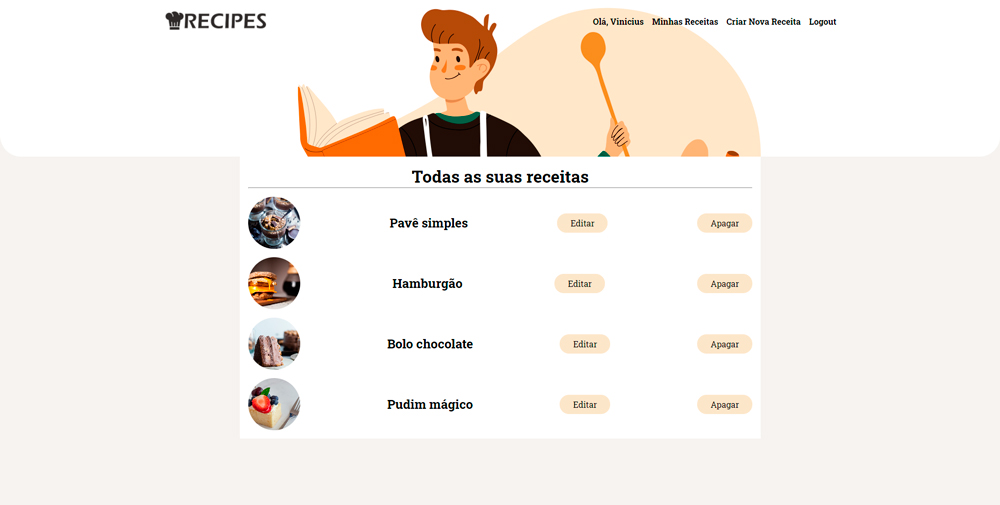 RECIPES
Olá, Vinicius Minhas Receitas Criar Nova Receita Logout
Todas as suas receitas
Pavê simples Editar Apagar
Hamburgão Editar Apagar
Bolo chocolate Editar Apagar
Pudim mágico Editar Apagar